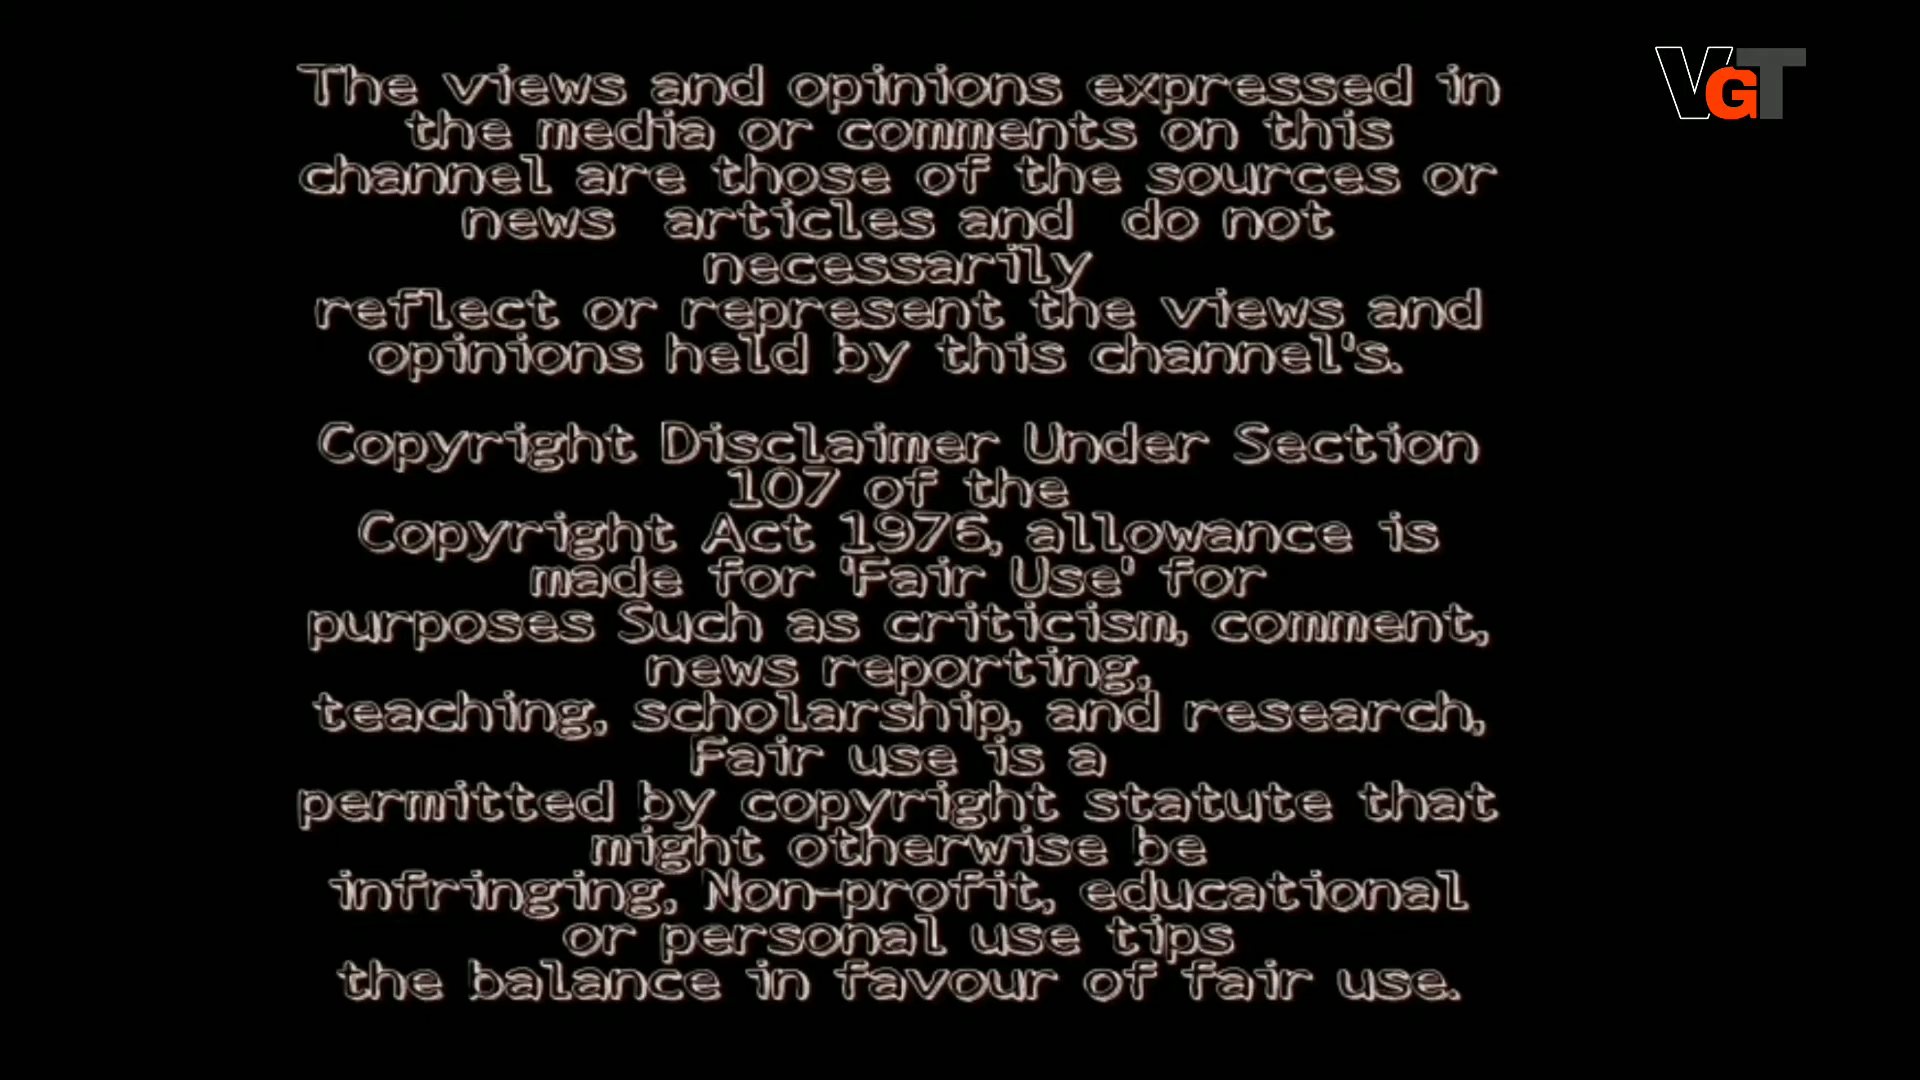 VGT
The views and opinions expressed in
the media or comments on this
channel are those of the sources or
news articles and do not
necessarily
reflect or represent the views and
opinions held by this channel's.
Copyright Disclaimer Under Section
107 of the
Copyright Act 1976, allowance is
made for 'Fair Use' for
purposes Such as criticism, comment,
news reporting,
teaching, scholarship, and research,
Fair use is a
permitted by copyright statute that
might otherwise be
infringing, Non-profit, educational
or personal use tips
the balance in favour of fair use.